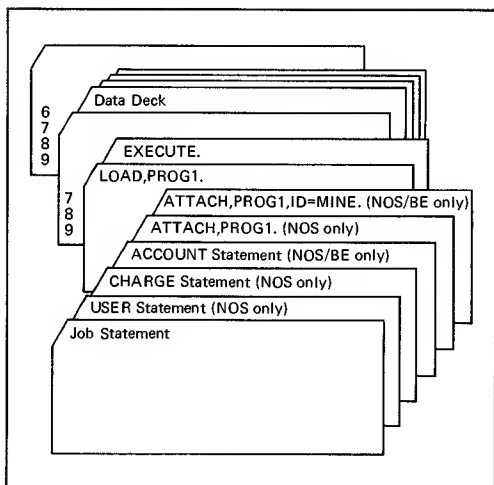 6
7
8
9
Data Deck
7
8
9
EXECUTE.
LOAD,PROG1.
ATTACH,PROG1,ID=MINE. (NOS/BE only)
ATTACH,PROG1. (NOS only)
ACCOUNT Statement (NOS/BE only)
CHARGE Statement (NOS only)
USER Statement (NOS only)
Job Statement